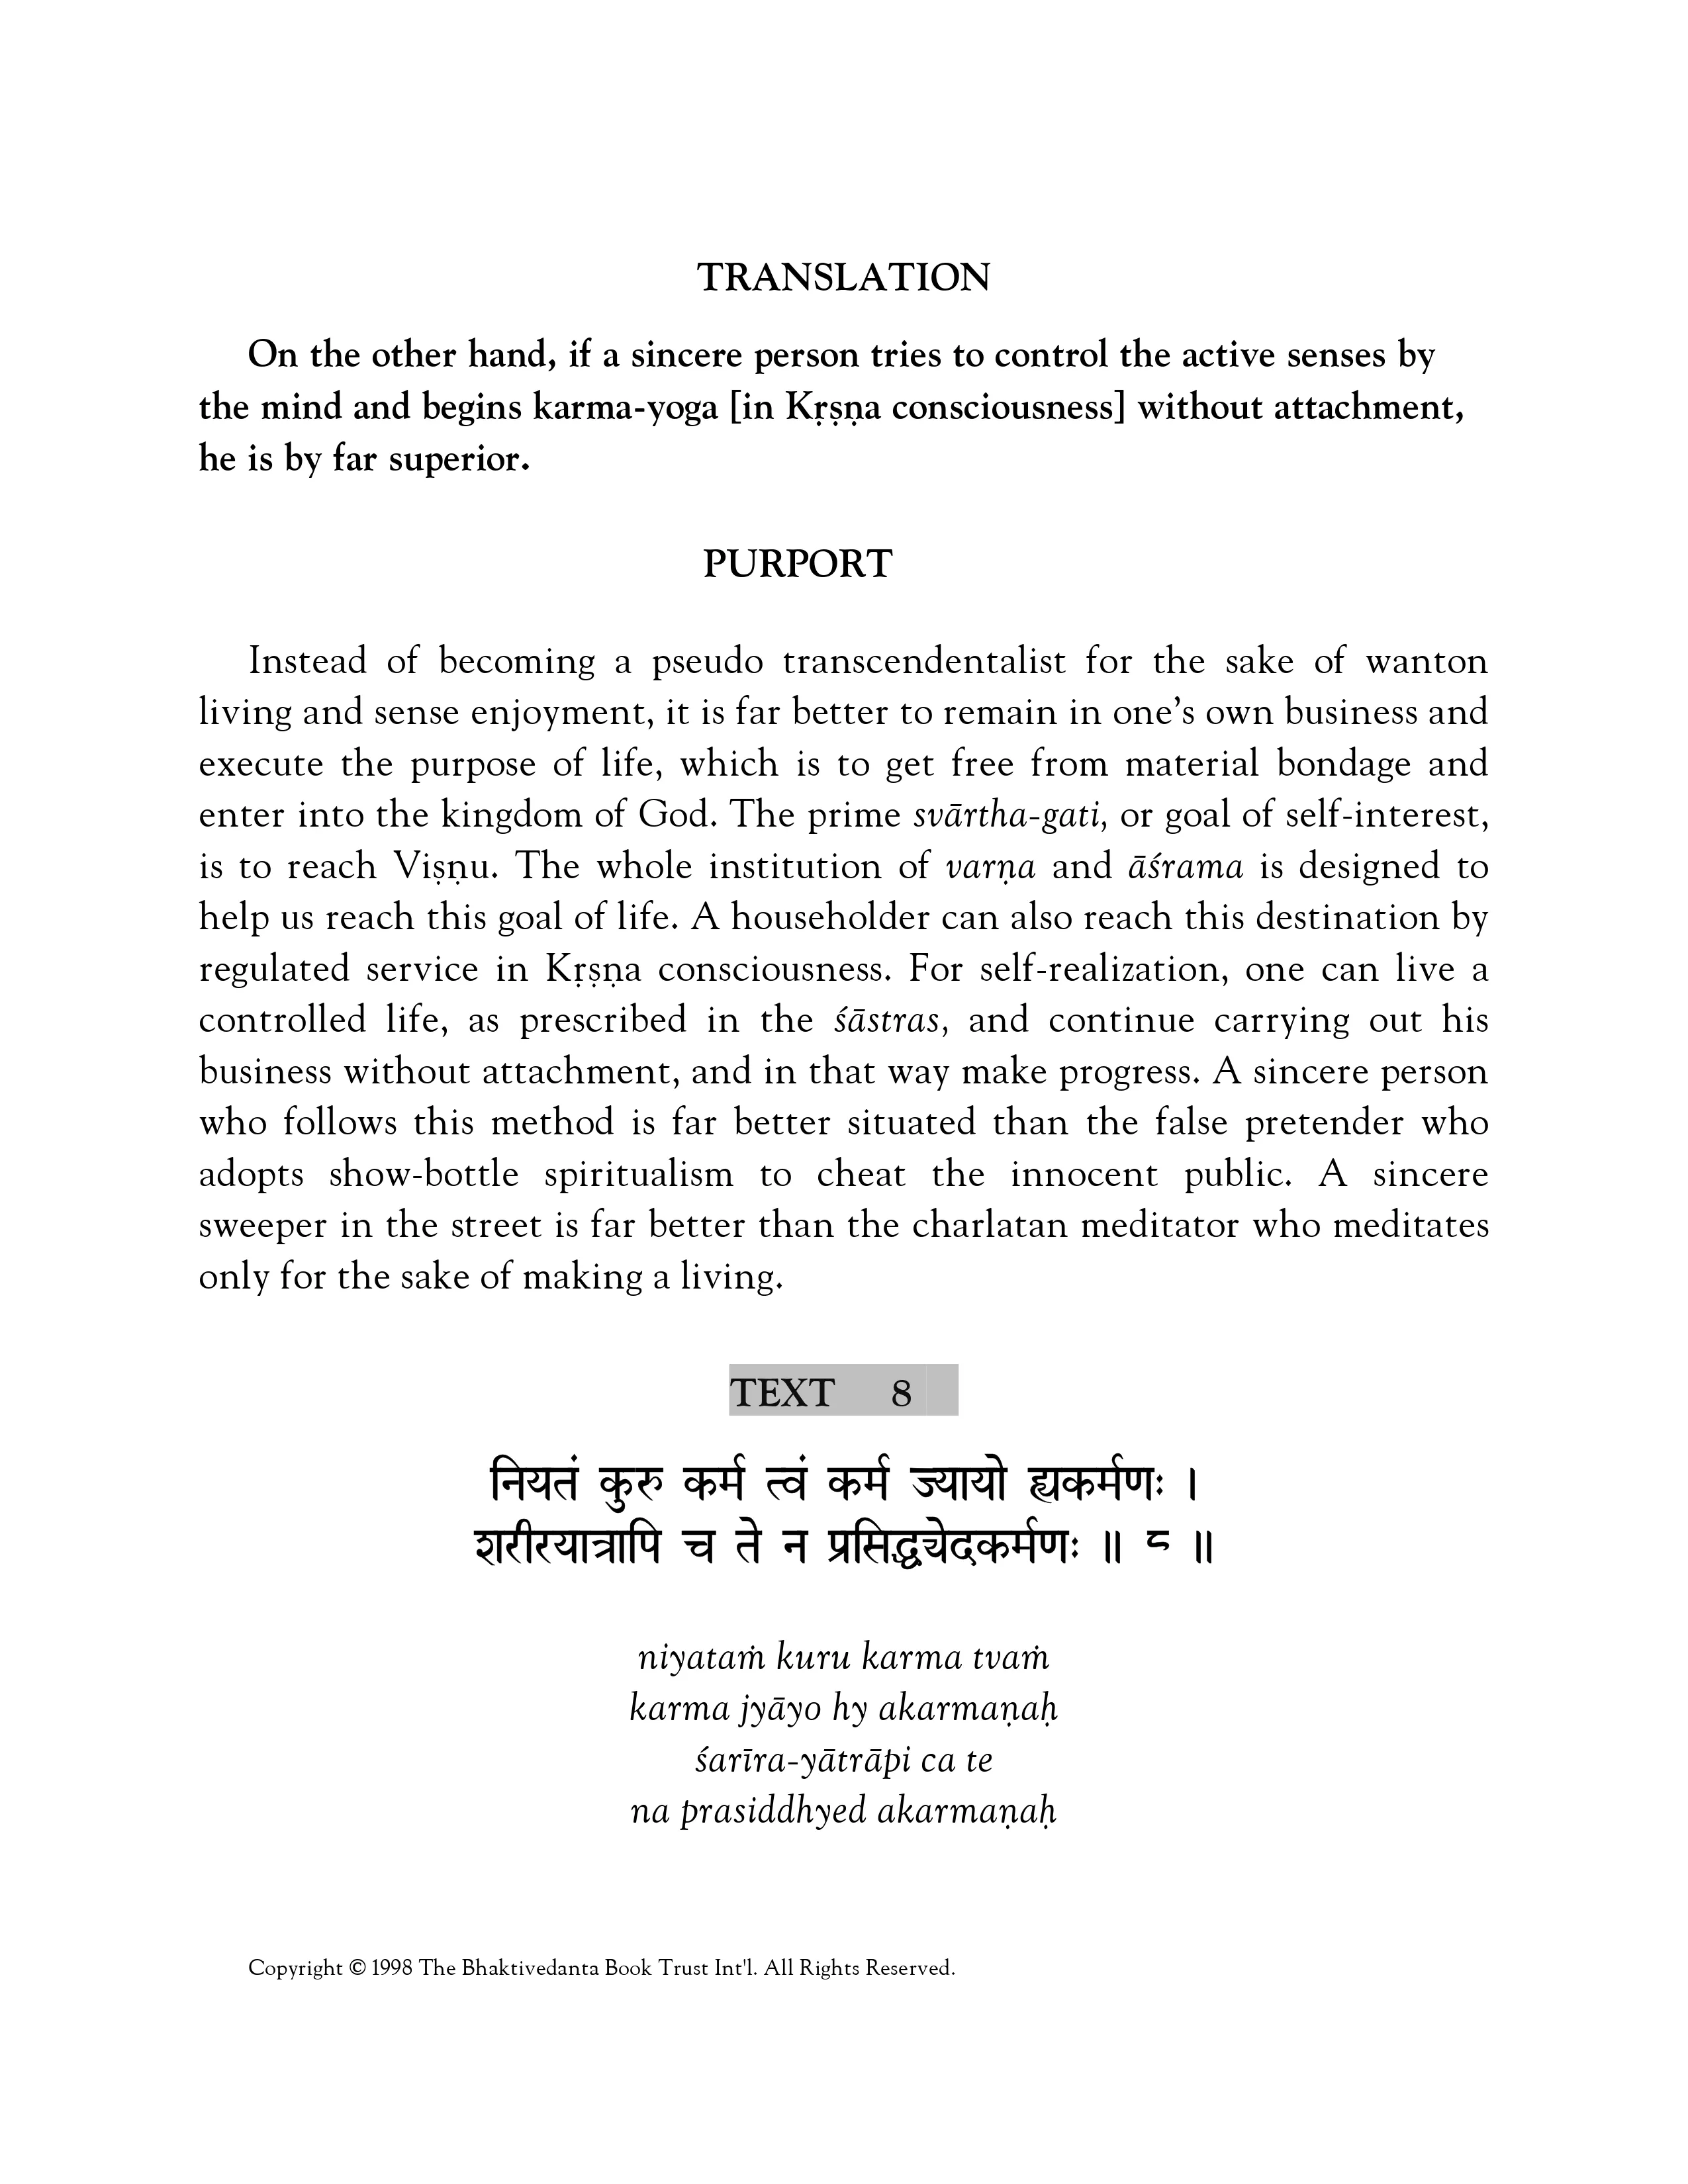 TRANSLATION
On the other hand, if a sincere person tries to control the active senses by
the mind and begins karma-yoga [in Kṛṣṇa consciousness] without attachment,
he is by far superior.
PURPORT
Instead of becoming a pseudo transcendentalist for the sake of wanton
living and sense enjoyment, it is far better to remain in one’s own business and
execute the purpose of life, which is to get free from material bondage and
enter into the kingdom of God. The prime svārtha-gati, or goal of self-interest,
is to reach Viṣṇu. The whole institution of varṇa and āśrama is designed to
help us reach this goal of life. A householder can also reach this destination by
regulated service in Kṛṣṇa consciousness. For self-realization, one can live a
controlled life, as prescribed in the śāstras, and continue carrying out his
business without attachment, and in that way make progress. A sincere person
who follows this method is far better situated than the false pretender who
adopts show-bottle spiritualism to cheat the innocent public. A sincere
sweeper in the street is far better than the charlatan meditator who meditates
only for the sake of making a living.
TEXT 8
नियतं कुरु कर्म त्वं कर्म ज्यायो ह्यकर्मणः ।
शरीरयात्रापि च ते न प्रसिद्ध्येदकर्मणः ॥ ८ ॥
niyataṁ kuru karma tvaṁ
karma jyāyo hy akarmaṇaḥ
śarīra-yātrāpi ca te
na prasiddhyed akarmaṇaḥ
Copyright © 1998 The Bhaktivedanta Book Trust Int'l. All Rights Reserved.